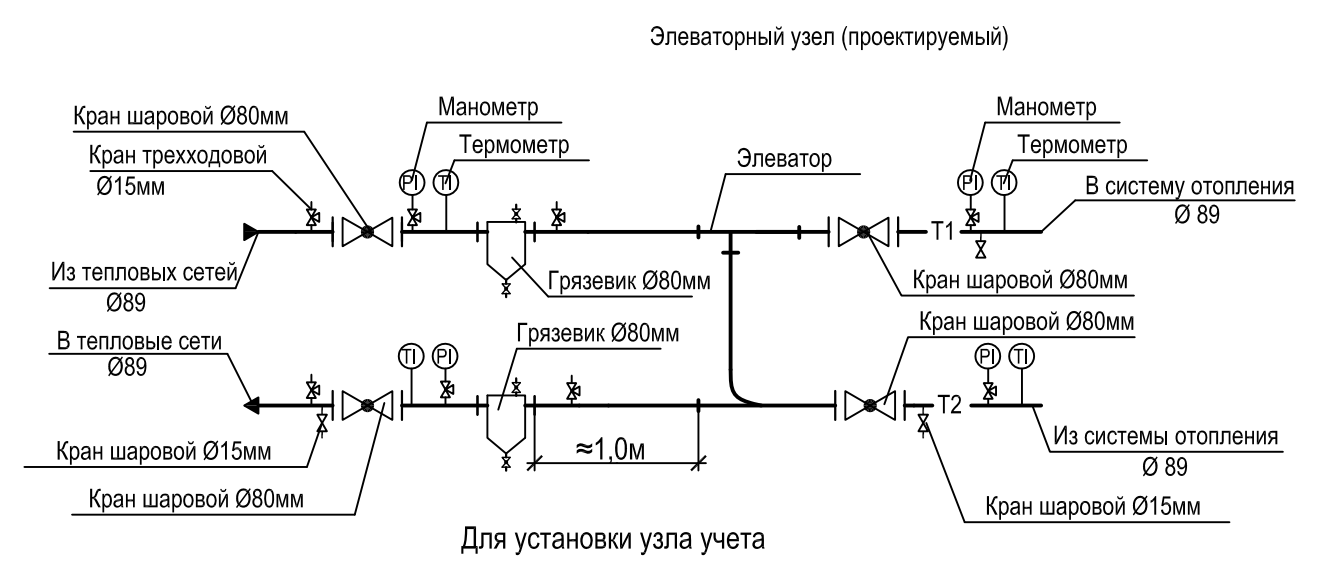 Элеваторный узел (проектируемый)
Кран шаровой Ø80мм
Манометр
Манометр
Кран трехходовой
Ø15мм
Термометр
Элеватор
Термометр
PI
TI
PI
TI
В систему отопления
Ø 89
T1
Из тепловых сетей
Ø89
Грязевик Ø80мм
Кран шаровой Ø80мм
В тепловые сети
Ø89
Грязевик Ø80мм
Кран шаровой Ø80мм
TI
PI
PI
TI
T2
Кран шаровой Ø15мм
≈1,0м
Из системы отопления
Ø 89
Кран шаровой Ø80мм
Кран шаровой Ø15мм
Для установки узла учета